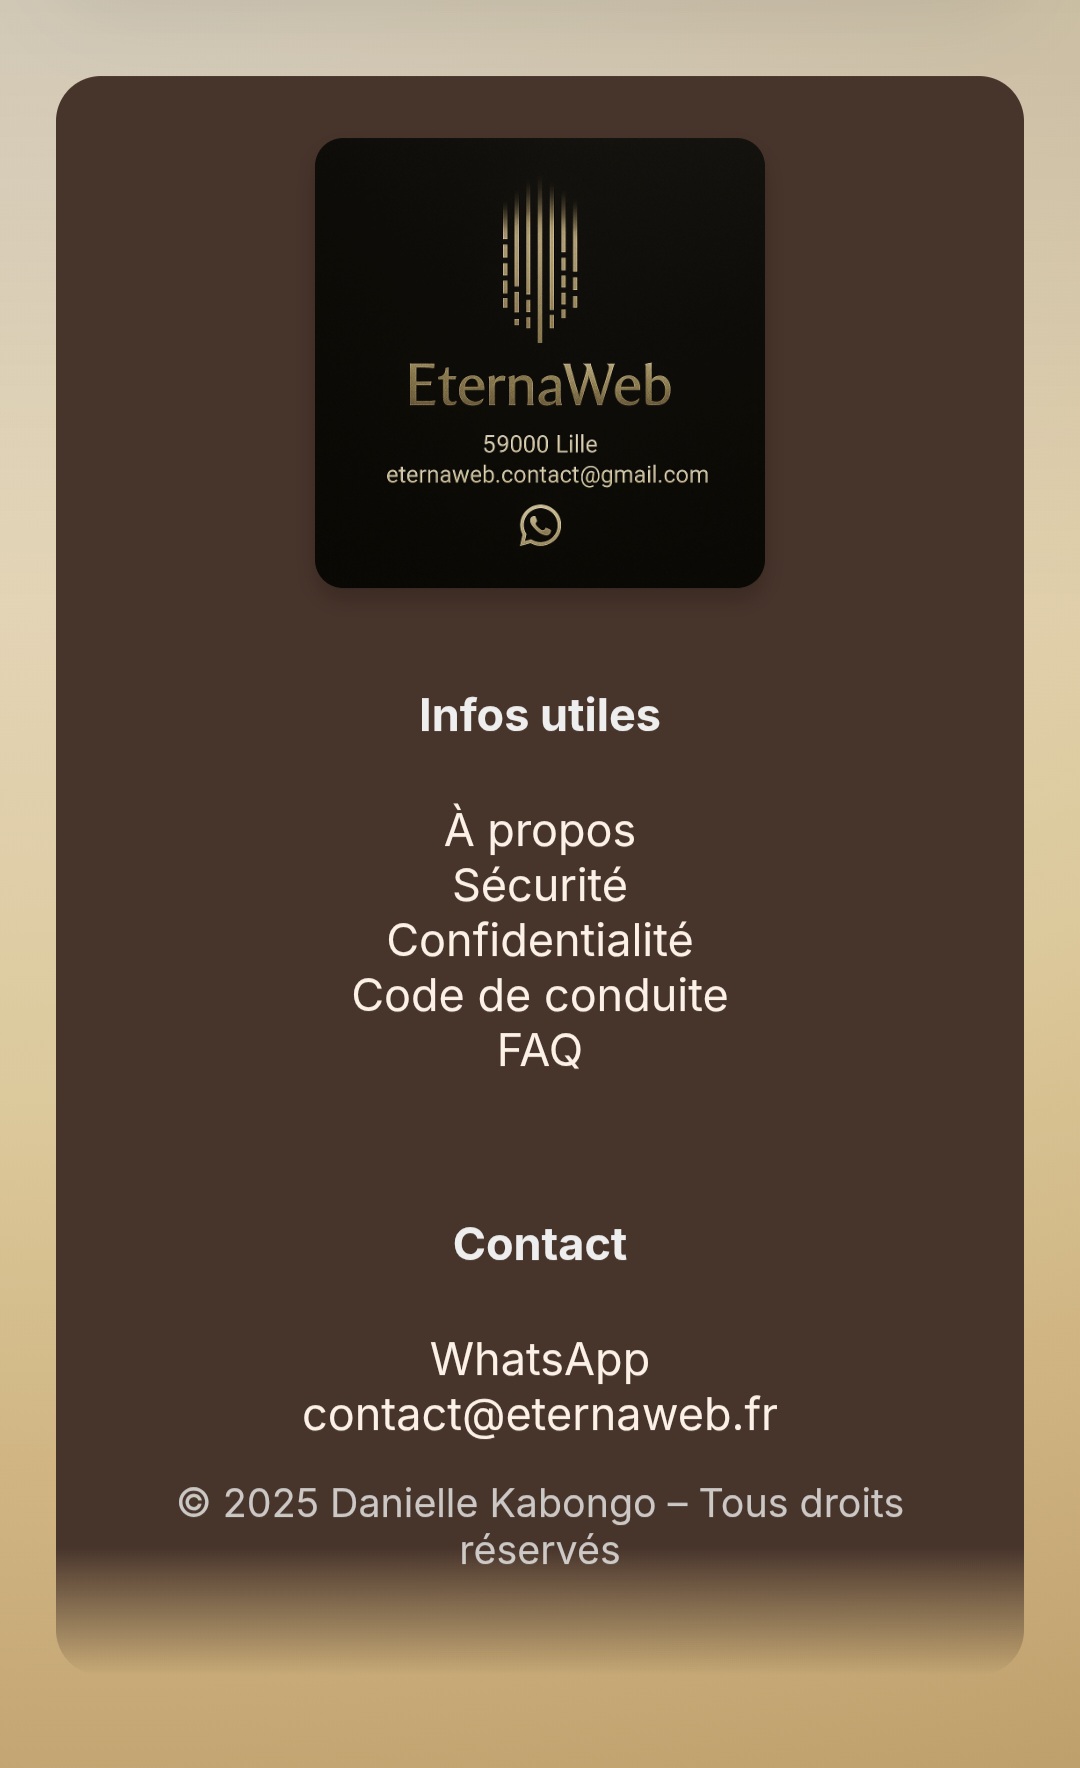 EternaWeb
59000 Lille
eternaweb.contact@gmail.com
Infos utiles
À propos
Sécurité
Confidentialité
Code de conduite
FAQ
Contact
WhatsApp
contact@eternaweb.fr
© 2025 Danielle Kabongo – Tous droits
réservés